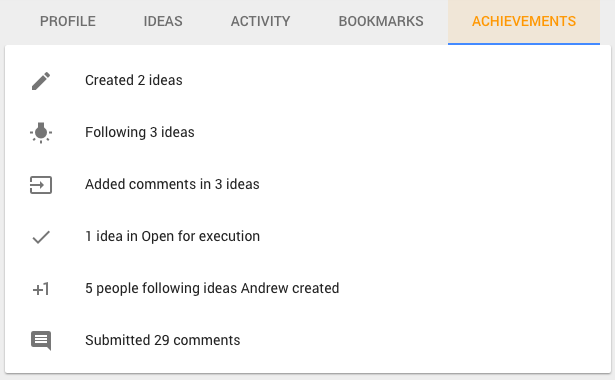 PROFILE IDEAS ACTIVITY BOOKMARKS ACHIEVEMENTS
Created 2 ideas
Following 3 ideas
Added comments in 3 ideas
1 idea in Open for execution
+1 5 people following ideas Andrew created
Submitted 29 comments